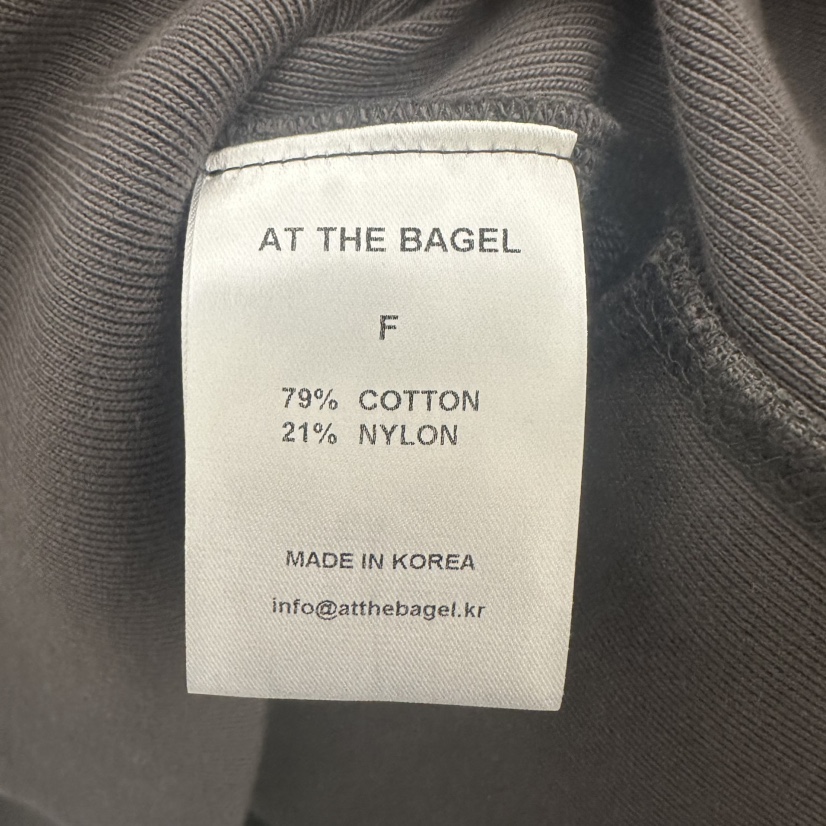 AT THE BAGEL
F
79% COTTON
21% NYLON
MADE IN KOREA
info@atthebagel.kr